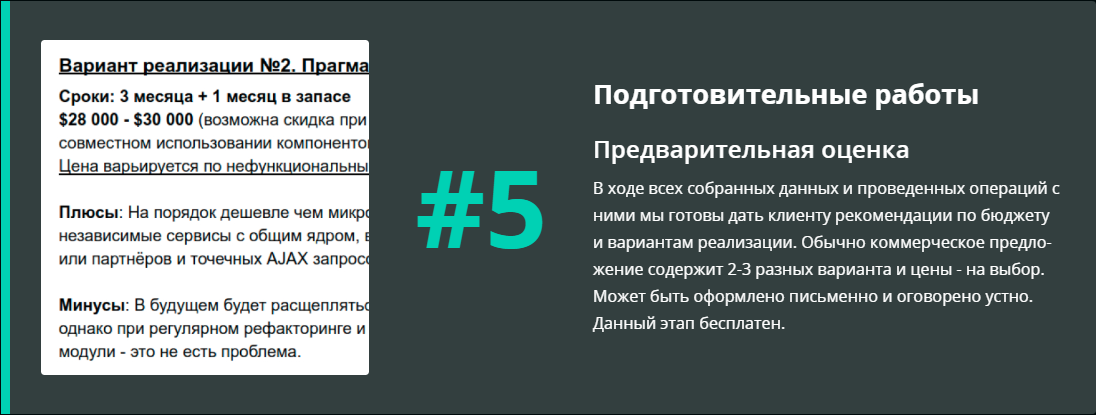 Вариант реализации №2. Прагма
Сроки: 3 месяца + 1 месяц в запасе
$28 000 - $30 000 (возможна скидка при
совместном использовании компоненто
Цена варьируется по нефункциональны
Плюсы: На порядок дешевле чем микро
независимые сервисы с общим ядром, в
или партнёров и точечных AJAX запросо
Минусы: В будущем будет расщеплятьс
однако при регулярном рефакторинге и
модули - это не есть проблема.
#5
Подготовительные работы
Предварительная оценка
В ходе всех собранных данных и проведенных операций с
ними мы готовы дать клиенту рекомендации по бюджету
и вариантам реализации. Обычно коммерческое предло-
жение содержит 2-3 разных варианта и цены - на выбор.
Может быть оформлено письменно и оговорено устно.
Данный этап бесплатен.